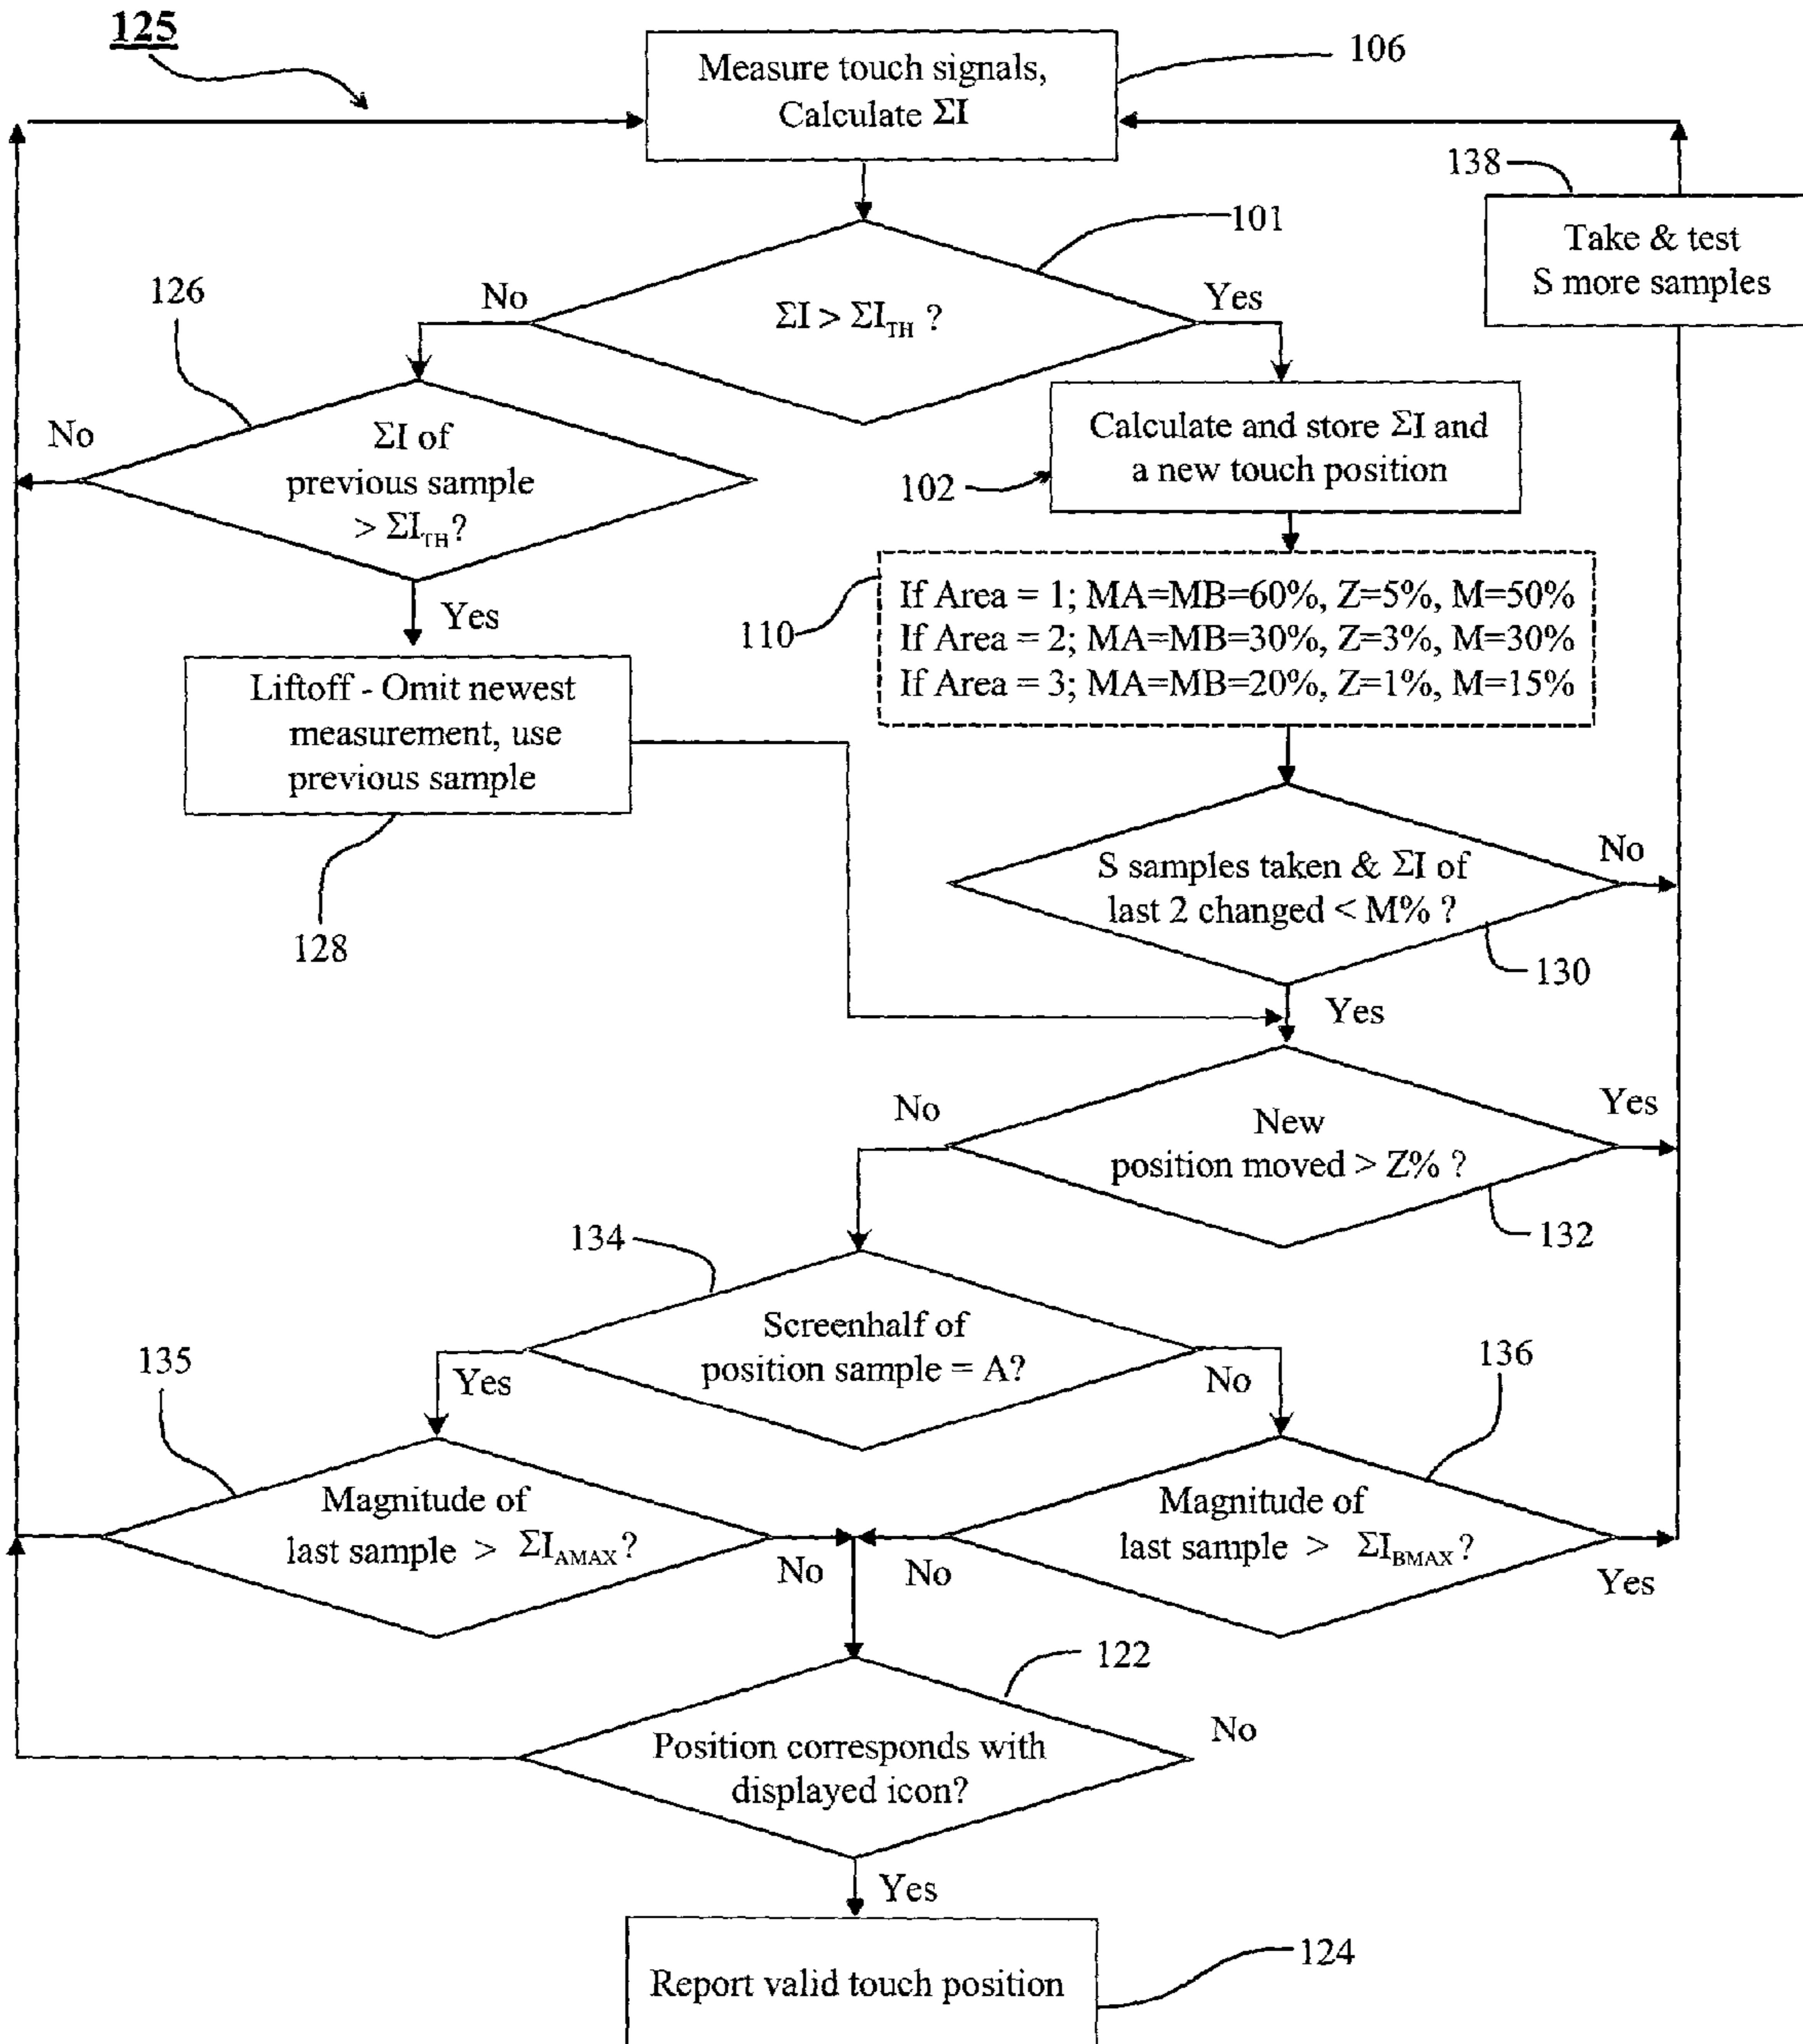 125
Measure touch signals,
Calculate ΣI
106
138
Take & test
S more samples
101
ΣI > ΣI_TH ?
No
Yes
126
ΣI of
previous sample
> ΣI_TH?
No
Yes
Calculate and store ΣI and
a new touch position
102
If Area = 1; MA=MB=60%, Z=5%, M=50%
If Area = 2; MA=MB=30%, Z=3%, M=30%
If Area = 3; MA=MB=20%, Z=1%, M=15%
110
Liftoff - Omit newest
measurement, use
previous sample
128
S samples taken & ΣI of
last 2 changed < M% ?
No
130
Yes
New
position moved > Z% ?
No
Yes
132
134
Screenhalf of
position sample = A?
Yes
No
135
Magnitude of
last sample > ΣI_AMAX?
No
136
Magnitude of
last sample > ΣI_BMAX?
No
Yes
122
Position corresponds with
displayed icon?
No
Yes
Report valid touch position
124